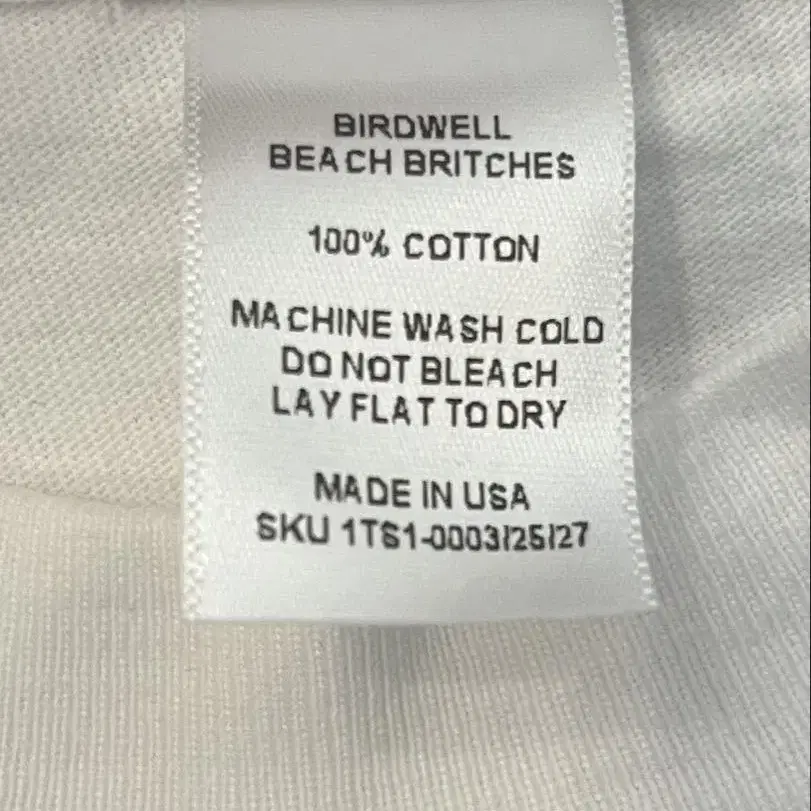 BIRDWELL
BEACH BRITCHES
100% COTTON
MACHINE WASH COLD
DO NOT BLEACH
LAY FLAT TO DRY
MADE IN USA
SKU 1TS1-0003/25/27